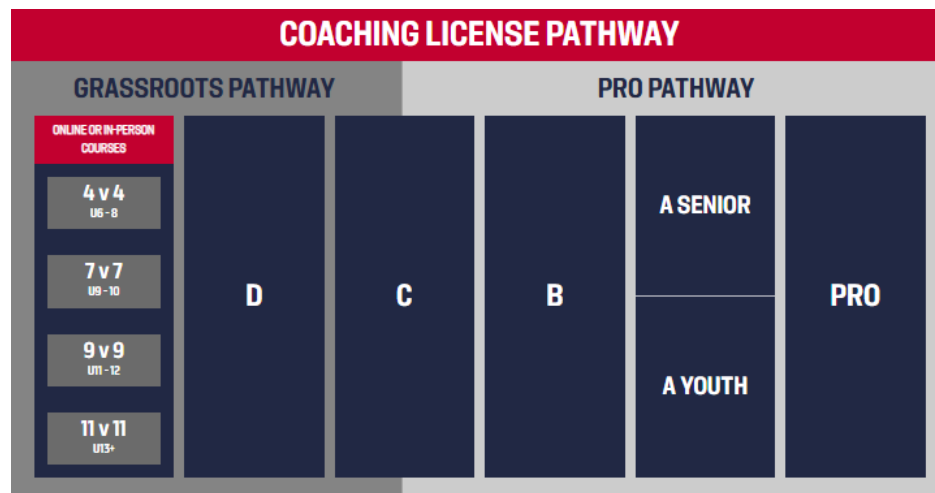 COACHING LICENSE PATHWAY
GRASSROOTS PATHWAY
PRO PATHWAY
ONLINE OR IN-PERSON
COURSES
4 v 4
U6 - 8
7 v 7
U9 - 10
9 v 9
U11 - 12
11 v 11
U13+
D
C
B
A SENIOR
A YOUTH
PRO